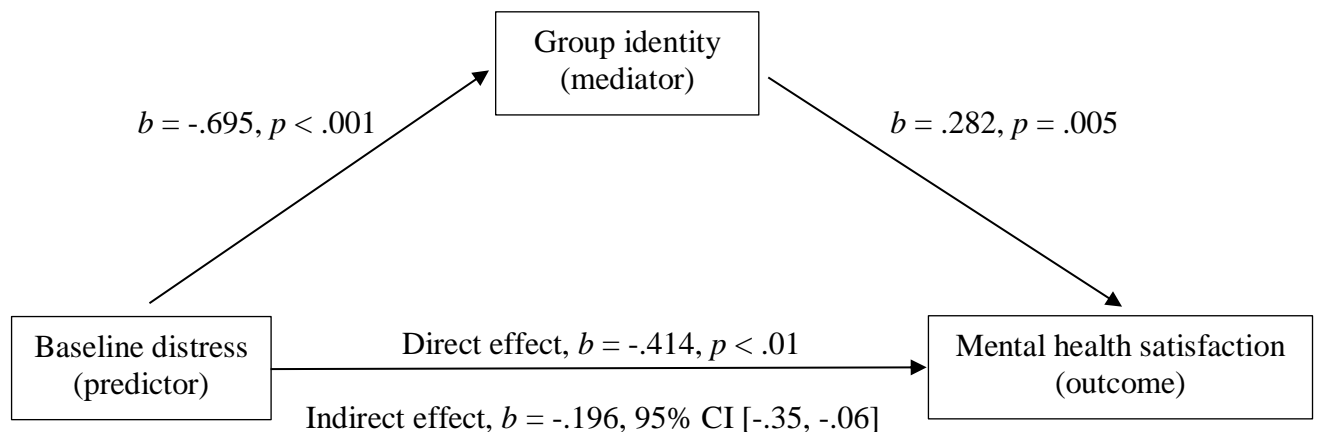 Group identity
(mediator)
b = -.695, p < .001
b = .282, p = .005
Baseline distress
(predictor)
Direct effect, b = -.414, p < .01
Mental health satisfaction
(outcome)
Indirect effect, b = -.196, 95% CI [-.35, -.06]